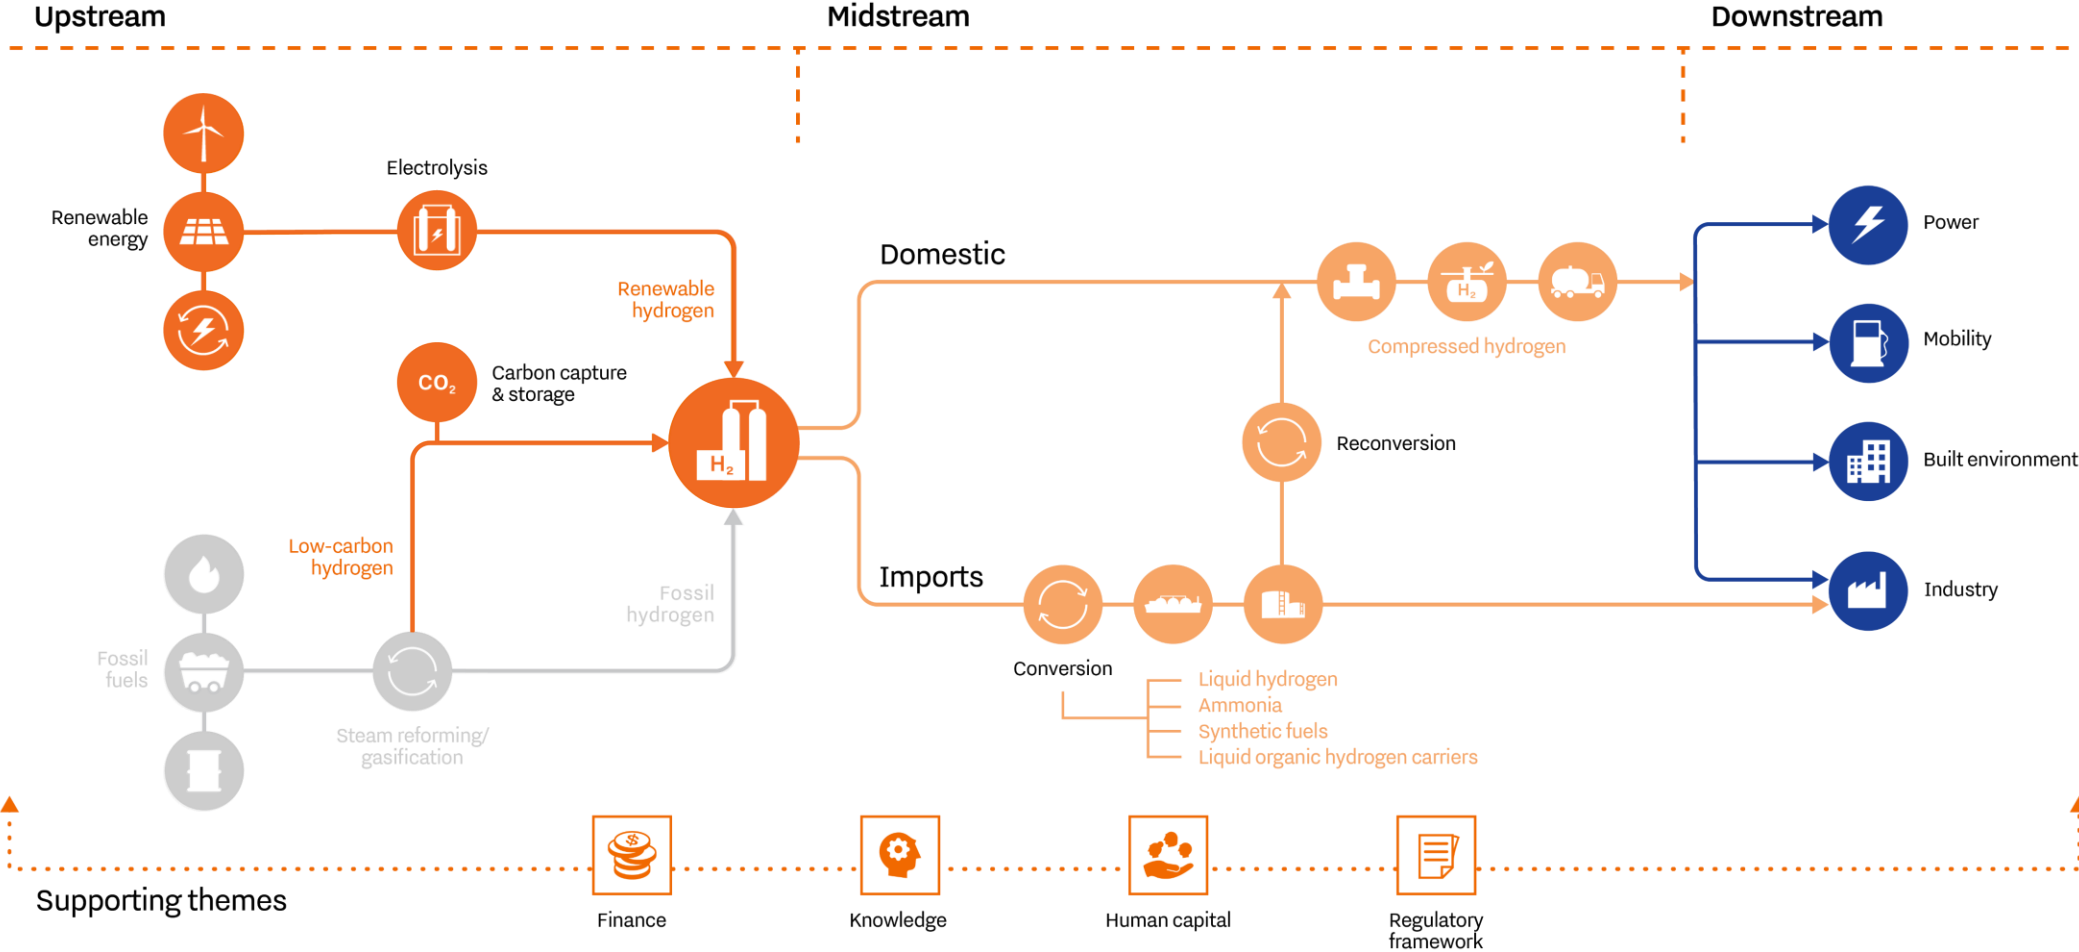 Upstream
Midstream
Downstream
Electrolysis
Renewable
energy
Renewable
hydrogen
CO₂
Carbon capture
& storage
H₂
Low-carbon
hydrogen
Fossil
hydrogen
Fossil
fuels
Steam reforming/
gasification
Domestic
H₂
Compressed hydrogen
Reconversion
Imports
Conversion
Liquid hydrogen
Ammonia
Synthetic fuels
Liquid organic hydrogen carriers
Power
Mobility
Built environment
Industry
Supporting themes
$
Finance
Knowledge
Human capital
Regulatory
framework